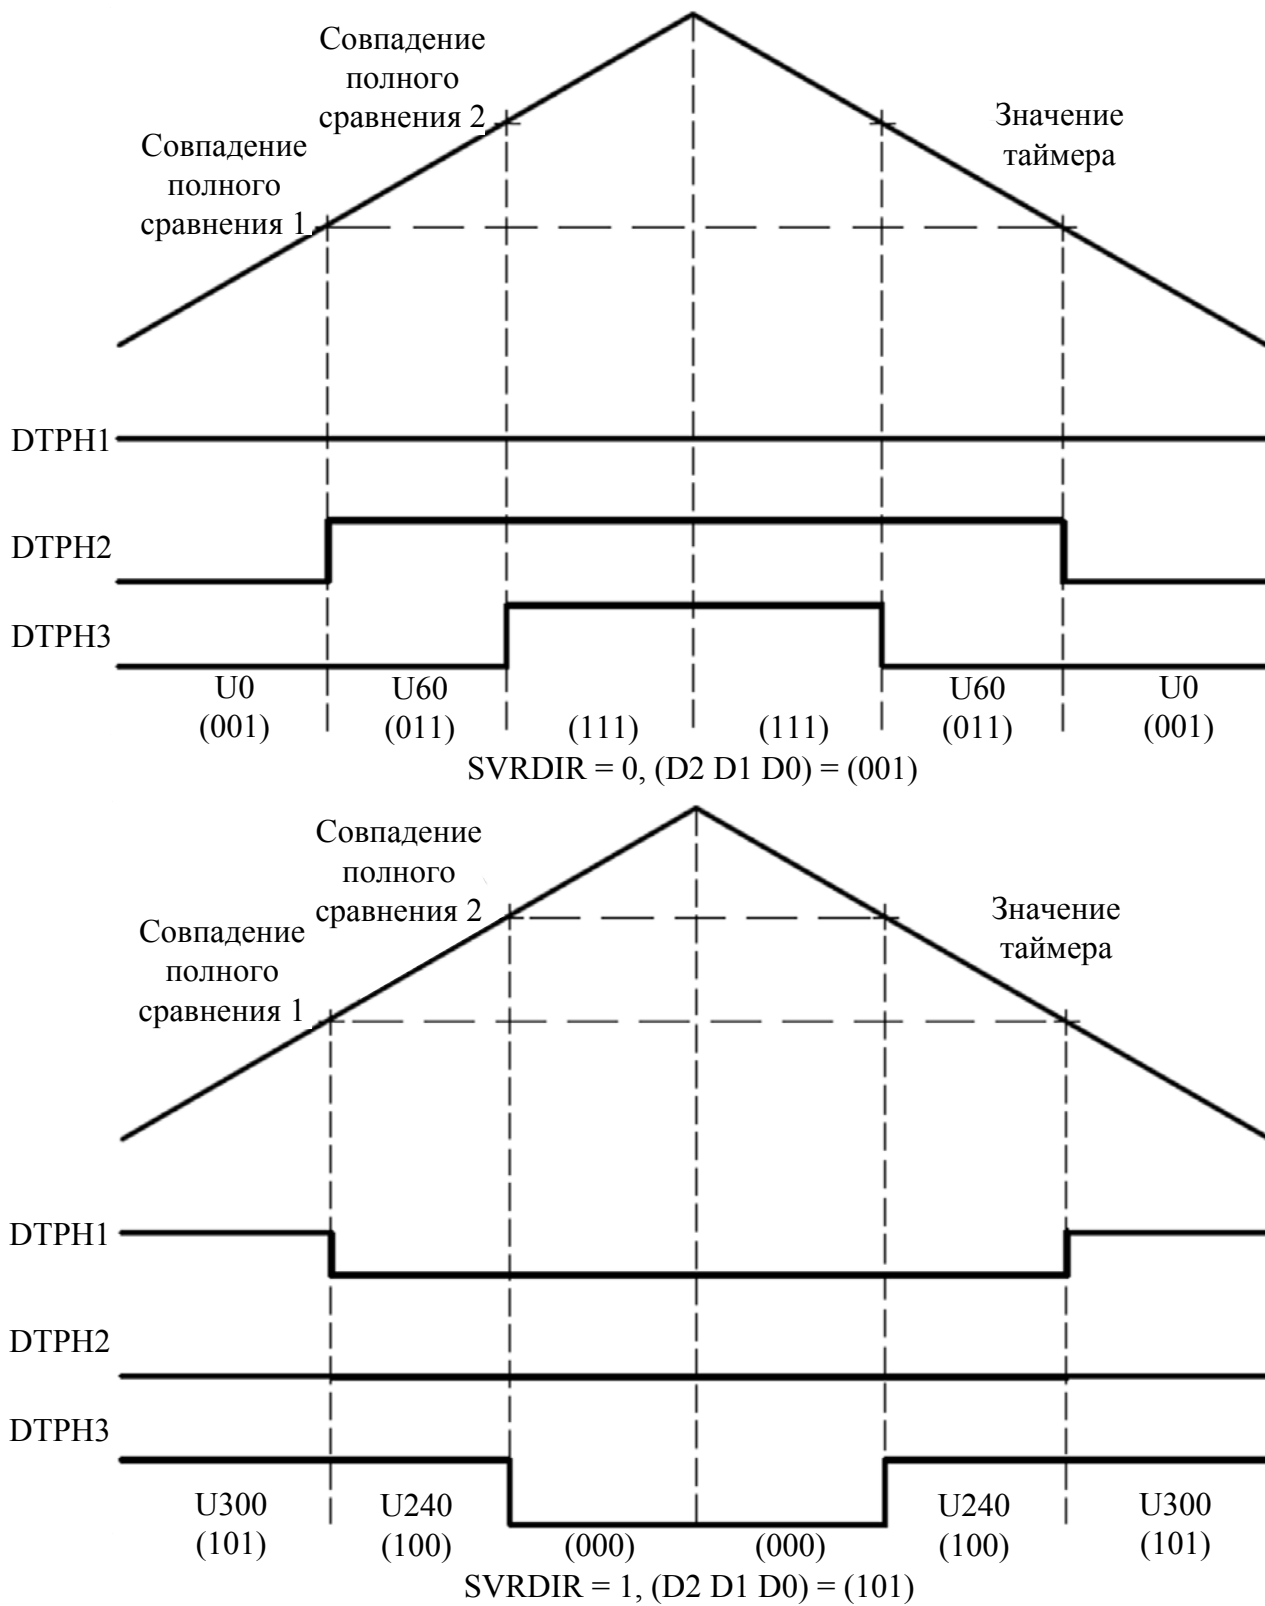 Совпадение
полного
сравнения 2
Совпадение
полного
сравнения 1
Значение
таймера
DTPH1
DTPH2
DTPH3
U0 U60 U60 U0
(001) (011) (111) (111) (011) (001)
SVRDIR = 0, (D2 D1 D0) = (001)
Совпадение
полного
сравнения 2
Совпадение
полного
сравнения 1
Значение
таймера
DTPH1
DTPH2
DTPH3
U300 U240 U240 U300
(101) (100) (000) (000) (100) (101)
SVRDIR = 1, (D2 D1 D0) = (101)